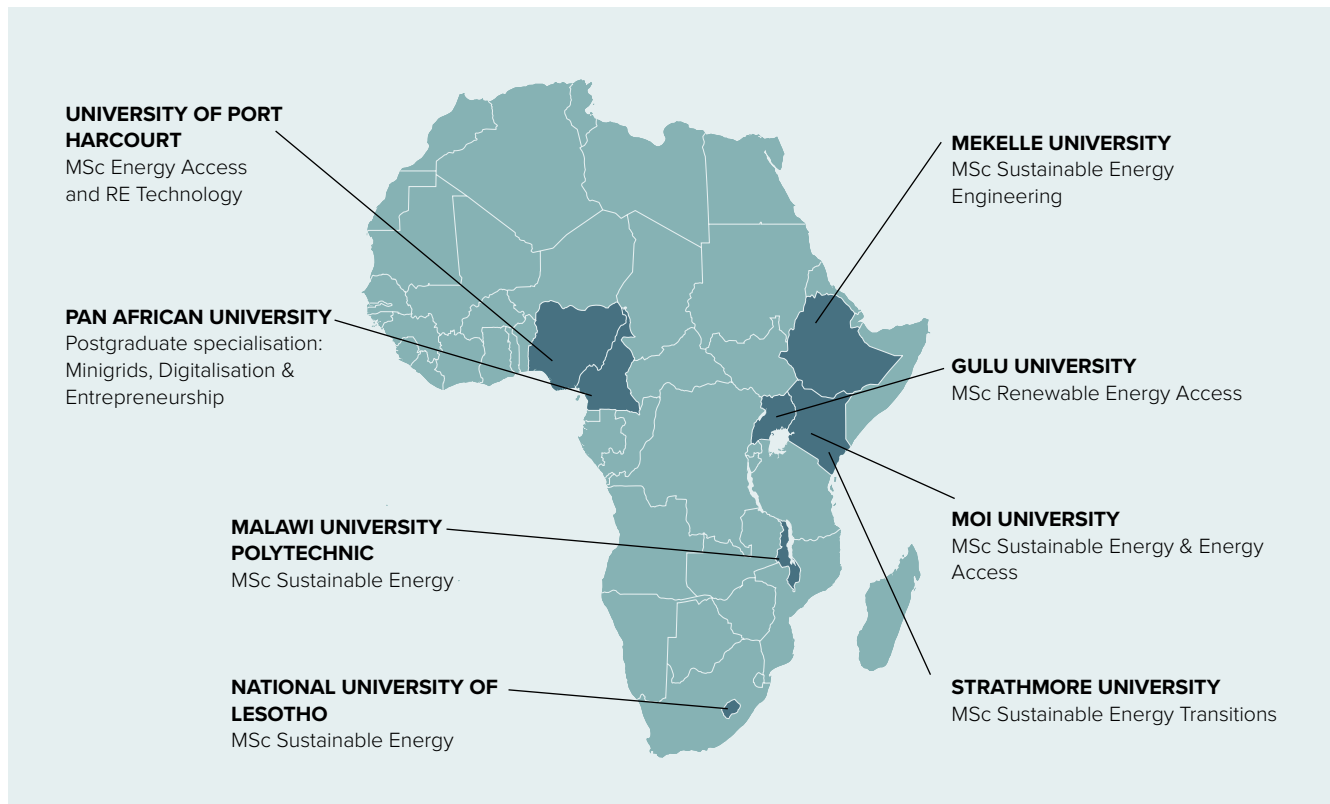 UNIVERSITY OF PORT
HARCOURT
MSc Energy Access
and RE Technology
PAN AFRICAN UNIVERSITY
Postgraduate specialisation:
Minigrids, Digitalisation &
Entrepreneurship
MALAWI UNIVERSITY
POLYTECHNIC
MSc Sustainable Energy
NATIONAL UNIVERSITY OF
LESOTHO
MSc Sustainable Energy
MEKELLE UNIVERSITY
MSc Sustainable Energy
Engineering
GULU UNIVERSITY
MSc Renewable Energy Access
MOI UNIVERSITY
MSc Sustainable Energy & Energy
Access
STRATHMORE UNIVERSITY
MSc Sustainable Energy Transitions